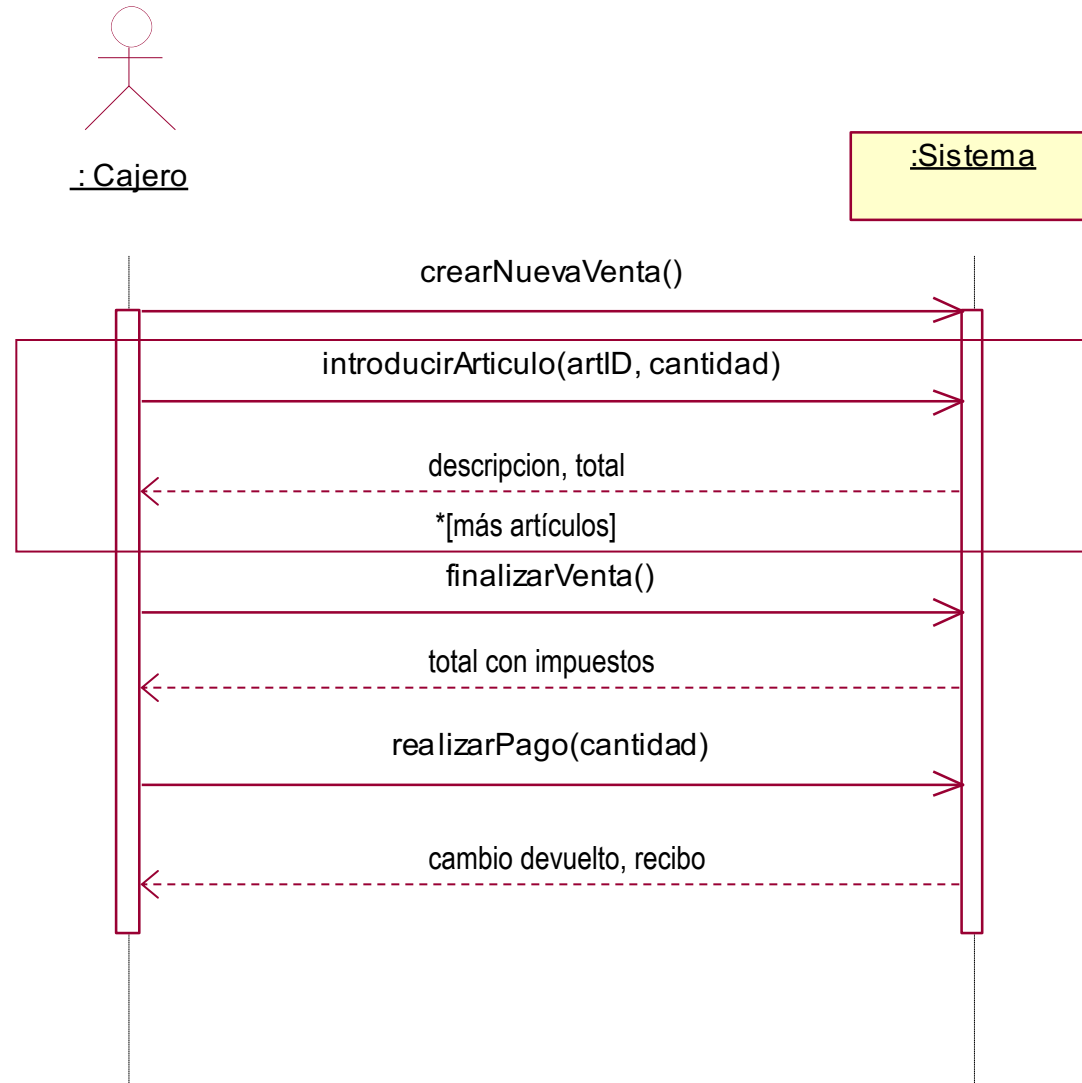 : Cajero
:Sistema
crearNuevaVenta()
introducirArticulo(artID, cantidad)
descripcion, total
*[más artículos]
finalizarVenta()
total con impuestos
realizarPago(cantidad)
cambio devuelto, recibo